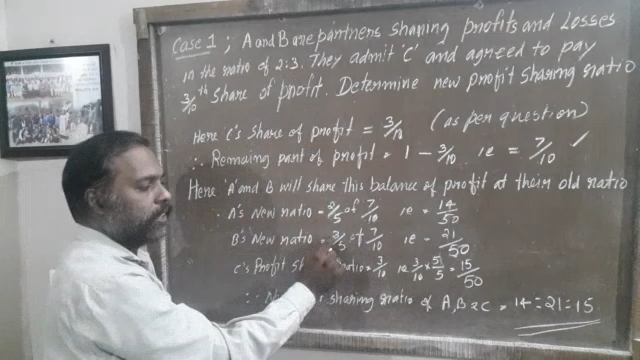 Case 1; A and B are partners sharing profits and Losses
in the ratio of 2:3. They admit 'C' and agreed to pay
3/10th share of profit. Determine new profit sharing ratio
Here C's share of profit = 3/10 (as per question)
∴ Remaing part of profit = 1 - 3/10 ie = 7/10 ✓
Here 'A and B will share this balance of profit at their old ratio
A's New ratio = 2/5 of 7/10 ie = 14/50
B's New ratio = 3/5 of 7/10 ie = 21/50
C's Profit = 3/10 ie 3/10 × 5/5 = 15/50
∴ sharing ratio of A, B & C = 14:21:15